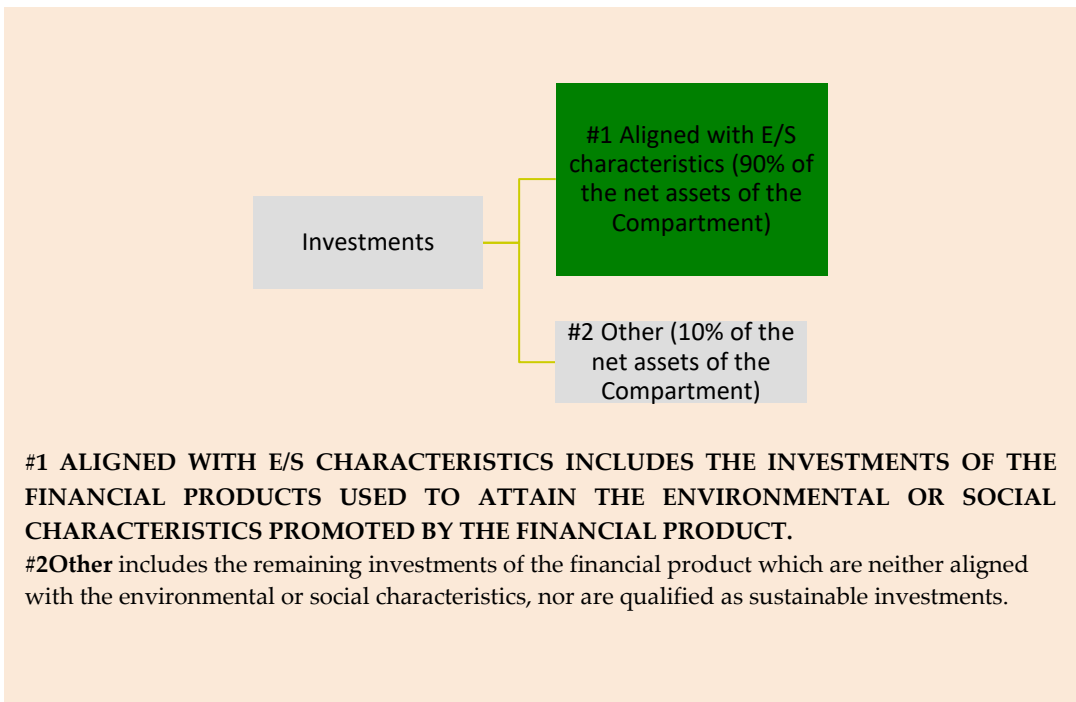 #1 Aligned with E/S
characteristics (90% of
the net assets of the
Compartment)
Investments
#2 Other (10% of the
net assets of the
Compartment)
#1 ALIGNED WITH E/S CHARACTERISTICS INCLUDES THE INVESTMENTS OF THE
FINANCIAL PRODUCTS USED TO ATTAIN THE ENVIRONMENTAL OR SOCIAL
CHARACTERISTICS PROMOTED BY THE FINANCIAL PRODUCT.
#2Other includes the remaining investments of the financial product which are neither aligned
with the environmental or social characteristics, nor are qualified as sustainable investments.